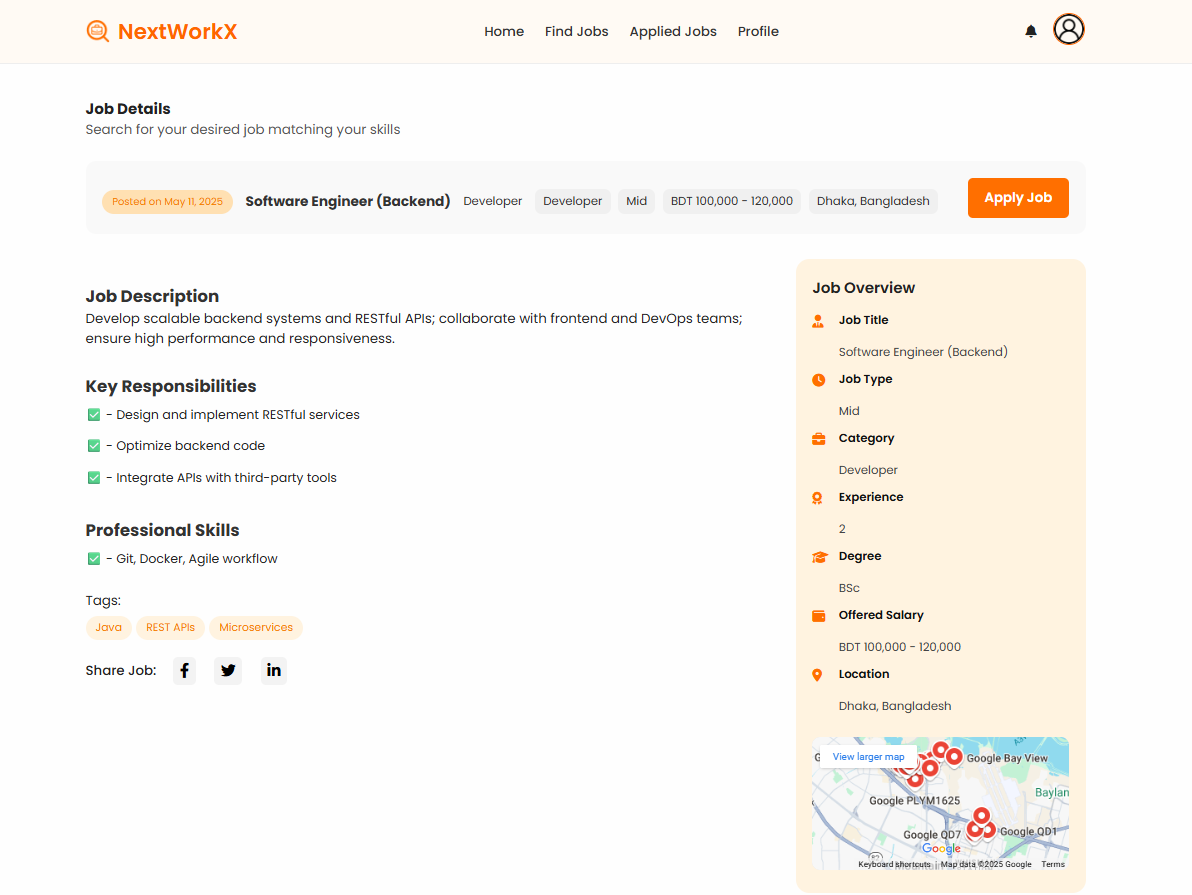 NextWorkX
Home Find Jobs Applied Jobs Profile
Job Details
Search for your desired job matching your skills
Posted on May 11, 2025 Software Engineer (Backend) Developer Developer Mid BDT 100,000 - 120,000 Dhaka, Bangladesh Apply Job
Job Description
Develop scalable backend systems and RESTful APIs; collaborate with frontend and DevOps teams;
ensure high performance and responsiveness.
Key Responsibilities
- Design and implement RESTful services
- Optimize backend code
- Integrate APIs with third-party tools
Professional Skills
- Git, Docker, Agile workflow
Tags:
Java REST APIs Microservices
Share Job:
Job Overview
Job Title
Software Engineer (Backend)
Job Type
Mid
Category
Developer
Experience
2
Degree
BSc
Offered Salary
BDT 100,000 - 120,000
Location
Dhaka, Bangladesh
View larger map
Google Bay View
Baylan
Google PLYM1625
Google QD7 Google QD1
Google
Keyboard shortcuts Map data ©2025 Google Terms